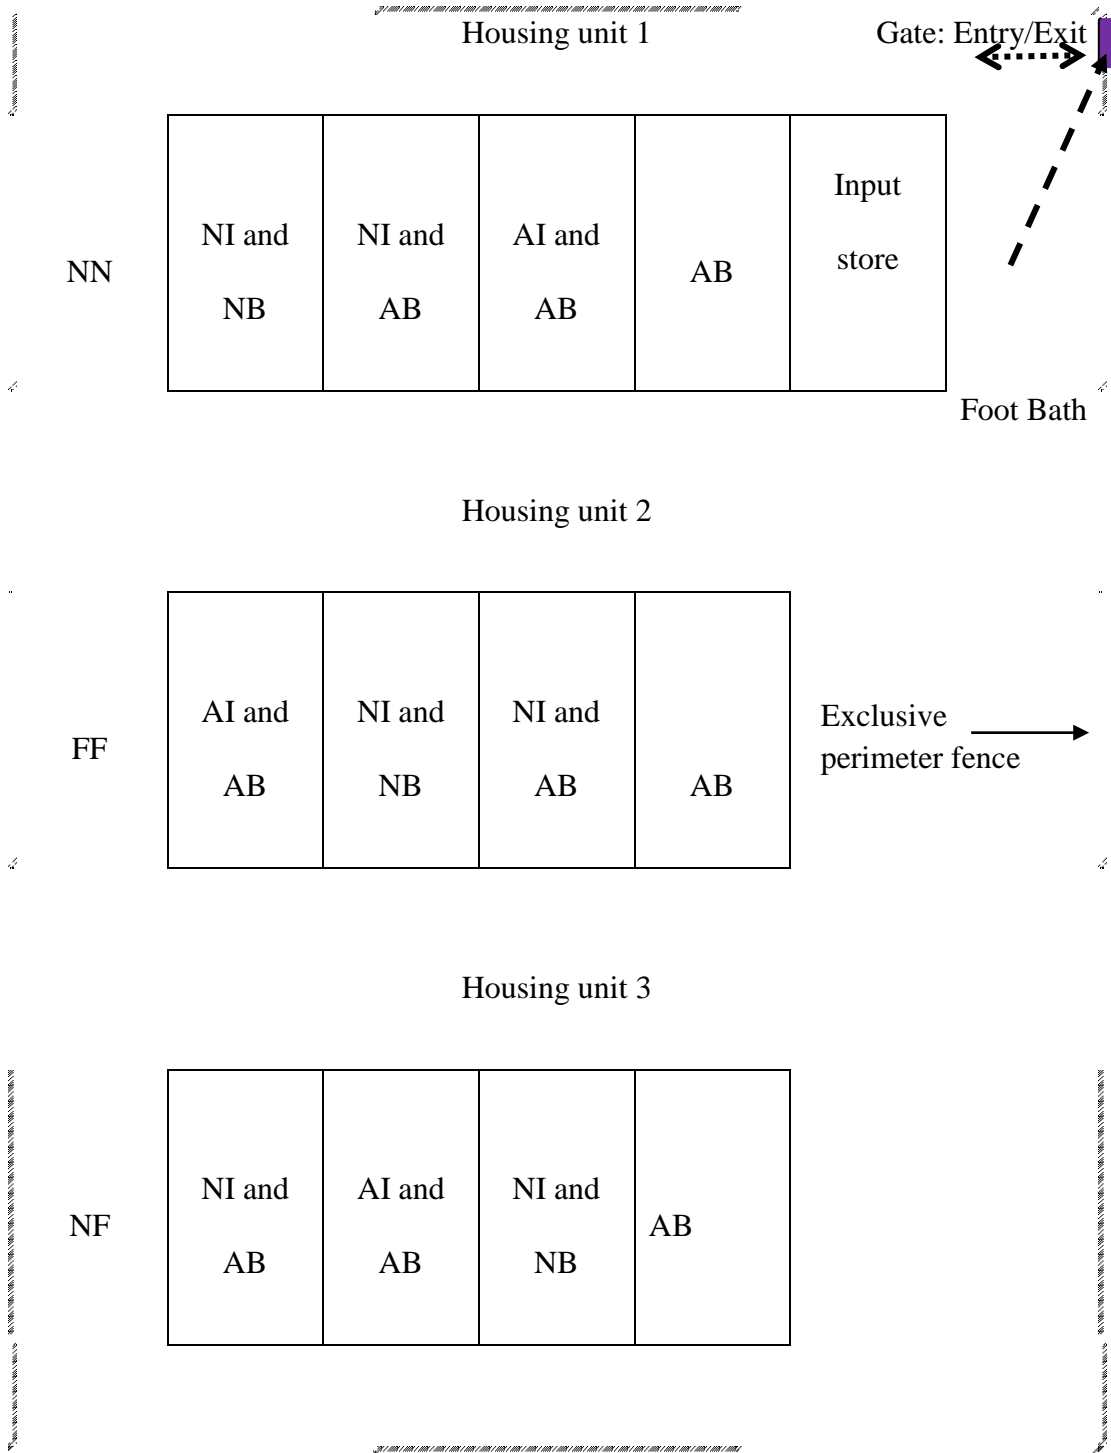 Housing unit 1
Gate: Entry/Exit
NN
NI and
NB
NI and
AB
AI and
AB
AB
Input
store
Foot Bath
Housing unit 2
FF
AI and
AB
NI and
NB
NI and
AB
AB
Exclusive
perimeter fence
Housing unit 3
NF
NI and
AB
AI and
AB
NI and
NB
AB